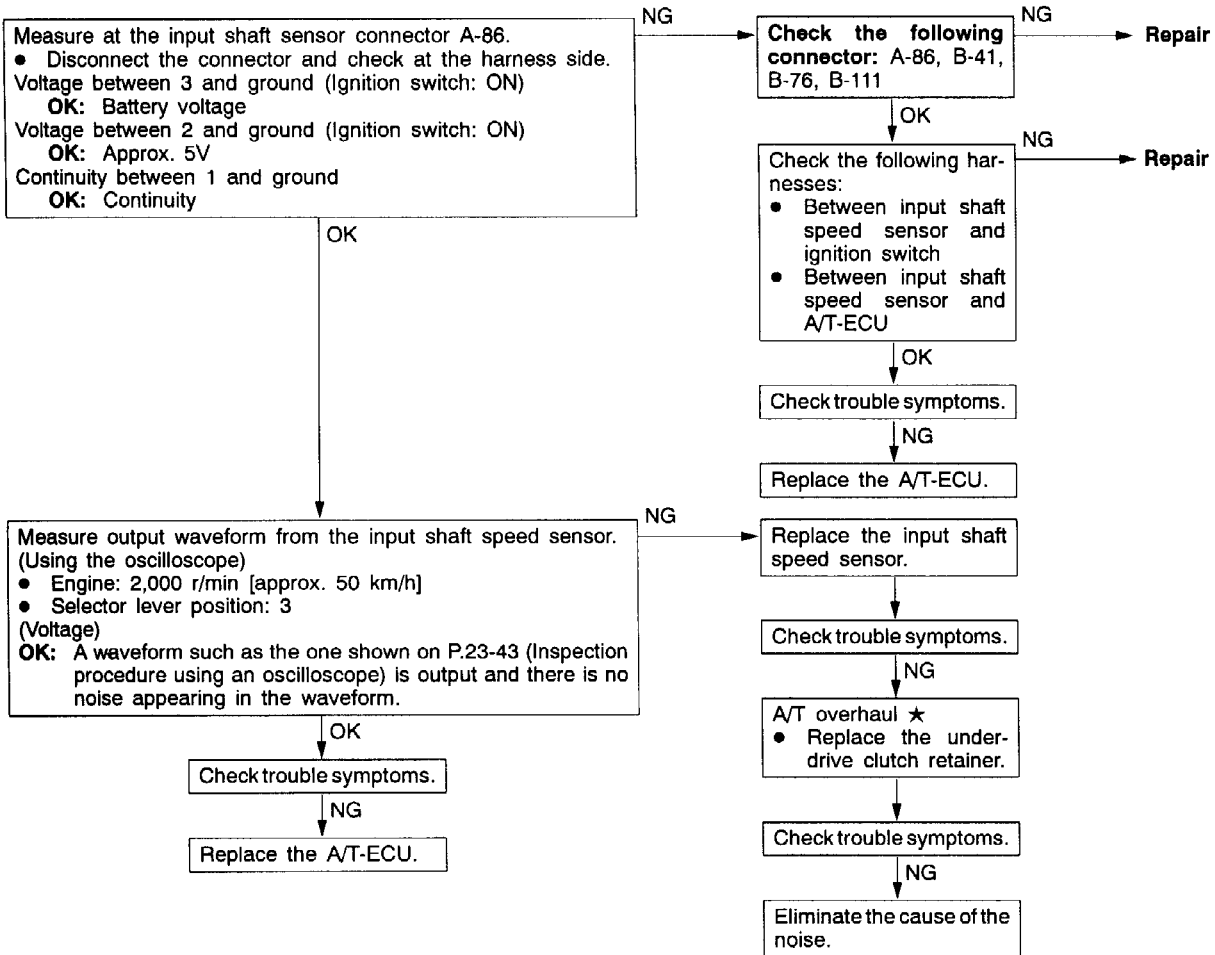 Measure at the input shaft sensor connector A-86.
● Disconnect the connector and check at the harness side.
Voltage between 3 and ground (Ignition switch: ON)
OK: Battery voltage
Voltage between 2 and ground (Ignition switch: ON)
OK: Approx. 5V
Continuity between 1 and ground
OK: Continuity
NG
Check the following
connector: A-86, B-41,
B-76, B-111
NG
Repair
OK
Check the following har-
nesses:
● Between input shaft
speed sensor and
ignition switch
● Between input shaft
speed sensor and
A/T-ECU
NG
Repair
OK
Check trouble symptoms.
NG
Replace the A/T-ECU.
OK
Measure output waveform from the input shaft speed sensor.
(Using the oscilloscope)
● Engine: 2,000 r/min [approx. 50 km/h]
● Selector lever position: 3
(Voltage)
OK: A waveform such as the one shown on P.23-43 (Inspection
procedure using an oscilloscope) is output and there is no
noise appearing in the waveform.
NG
Replace the input shaft
speed sensor.
Check trouble symptoms.
NG
A/T overhaul ★
● Replace the under-
drive clutch retainer.
Check trouble symptoms.
NG
Eliminate the cause of the
noise.
OK
Check trouble symptoms.
NG
Replace the A/T-ECU.